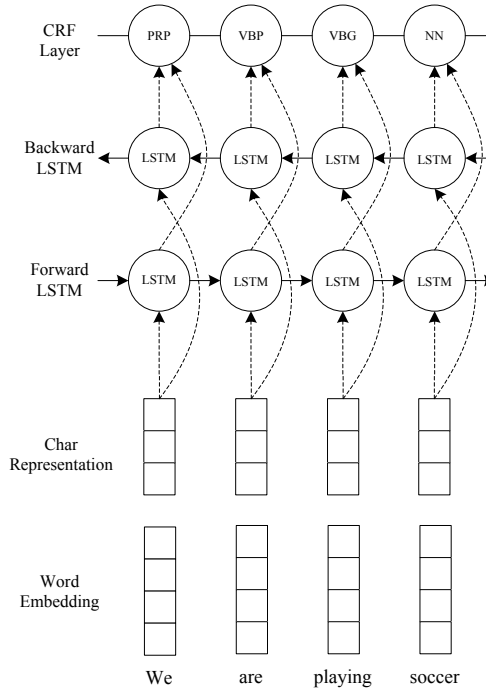 CRF
Layer
PRP VBP VBG NN
Backward
LSTM
LSTM LSTM LSTM LSTM
Forward
LSTM
LSTM LSTM LSTM LSTM
Char
Representation
Word
Embedding
We are playing soccer